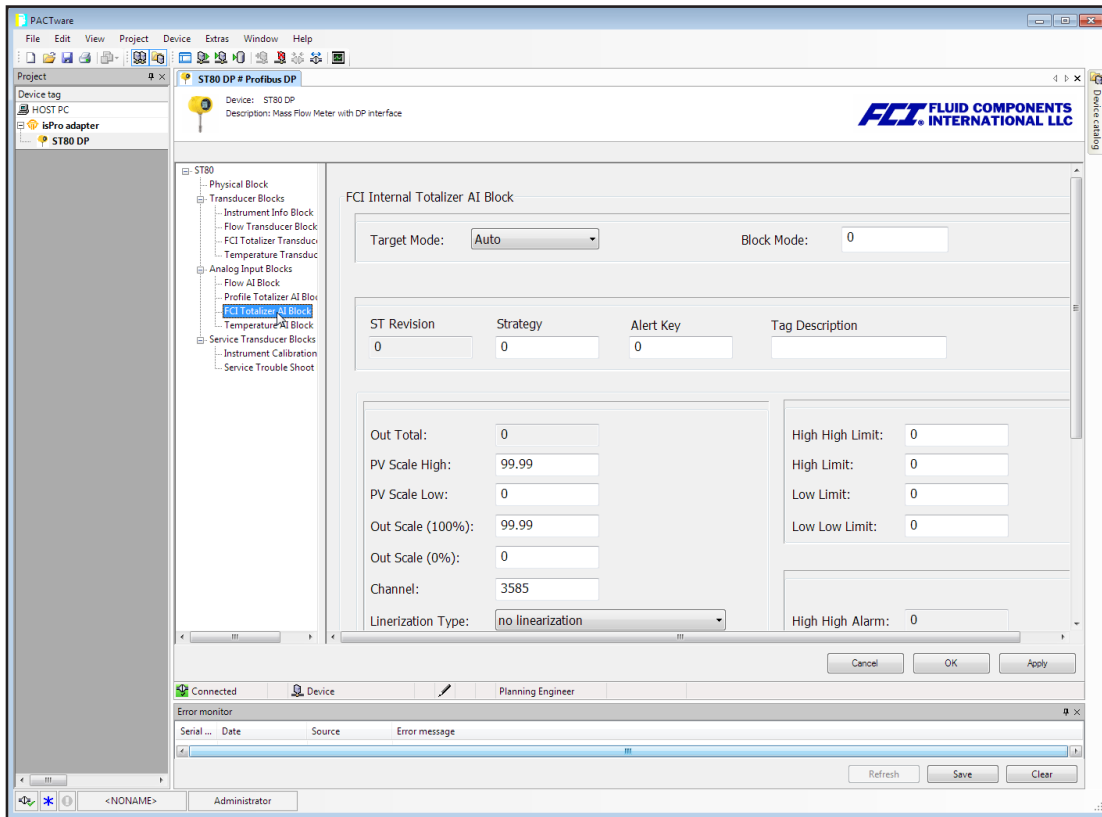 PACTware
File Edit View Project Device Extras Window Help
Project
ST80 DP # Profibus DP
Device tag
HOST PC
isPro adapter
ST80 DP
Device: ST80 DP
Description: Mass Flow Meter with DP interface
FCI. FLUID COMPONENTS
INTERNATIONAL LLC
Device catalog
ST80
Physical Block
Transducer Blocks
Instrument Info Block
Flow Transducer Block
FCI Totalizer Transduc
Temperature Transduc
Analog Input Blocks
Flow AI Block
Profile Totalizer AI Bloc
FCI Totalizer AI Block
Temperature AI Block
Service Transducer Blocks
Instrument Calibration
Service Trouble Shoot
FCI Internal Totalizer AI Block
Target Mode: Auto Block Mode: 0
ST Revision Strategy Alert Key Tag Description
0 0 0
Out Total: 0
PV Scale High: 99.99
PV Scale Low: 0
Out Scale (100%): 99.99
Out Scale (0%): 0
Channel: 3585
Linerization Type: no linearization
High High Limit: 0
High Limit: 0
Low Limit: 0
Low Low Limit: 0
High High Alarm: 0
Cancel OK Apply
Connected Device Planning Engineer
Error monitor
Serial ... Date Source Error message
Refresh Save Clear
<NONAME> Administrator